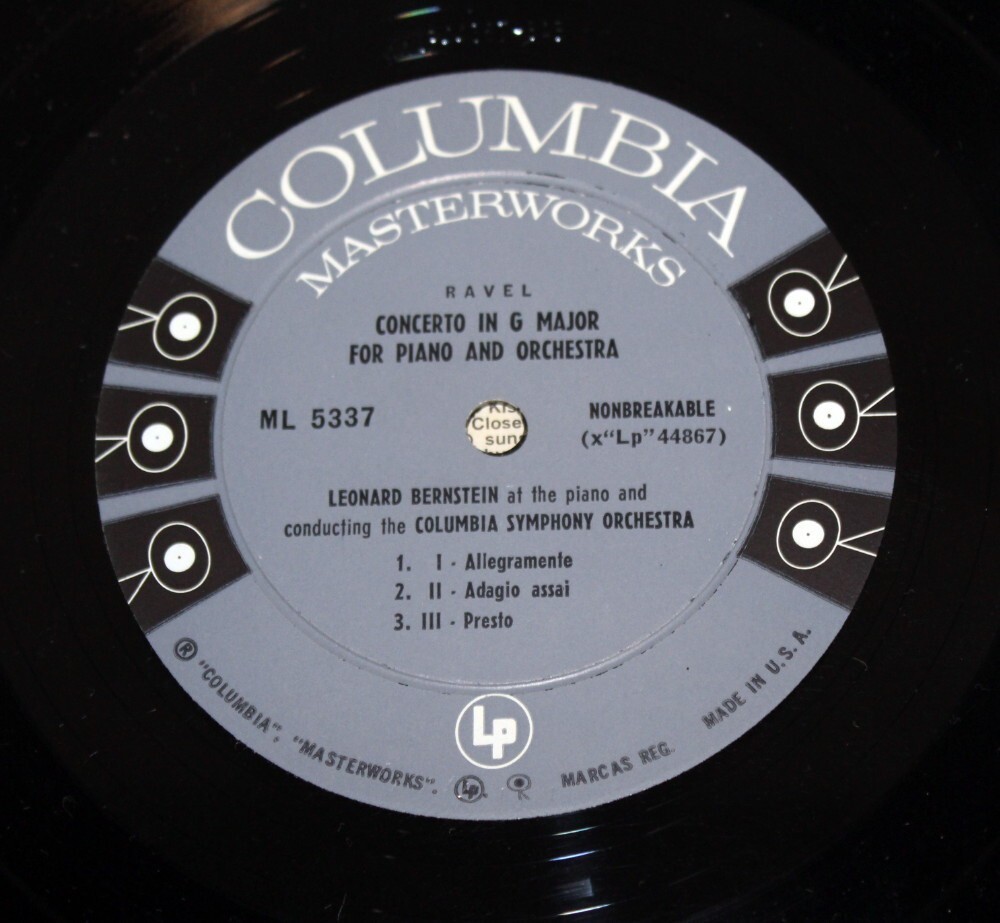 COLUMBIA
MASTERWORKS
RAVEL
CONCERTO IN G MAJOR
FOR PIANO AND ORCHESTRA
ML 5337
Close
NONBREAKABLE
(x“Lp”44867)
LEONARD BERNSTEIN at the piano and
conducting the COLUMBIA SYMPHONY ORCHESTRA
1. I - Allegramente
2. II - Adagio assai
3. III - Presto
Lp
® “COLUMBIA”, “MASTERWORKS”, Lp, MARCAS REG. MADE IN U. S. A.